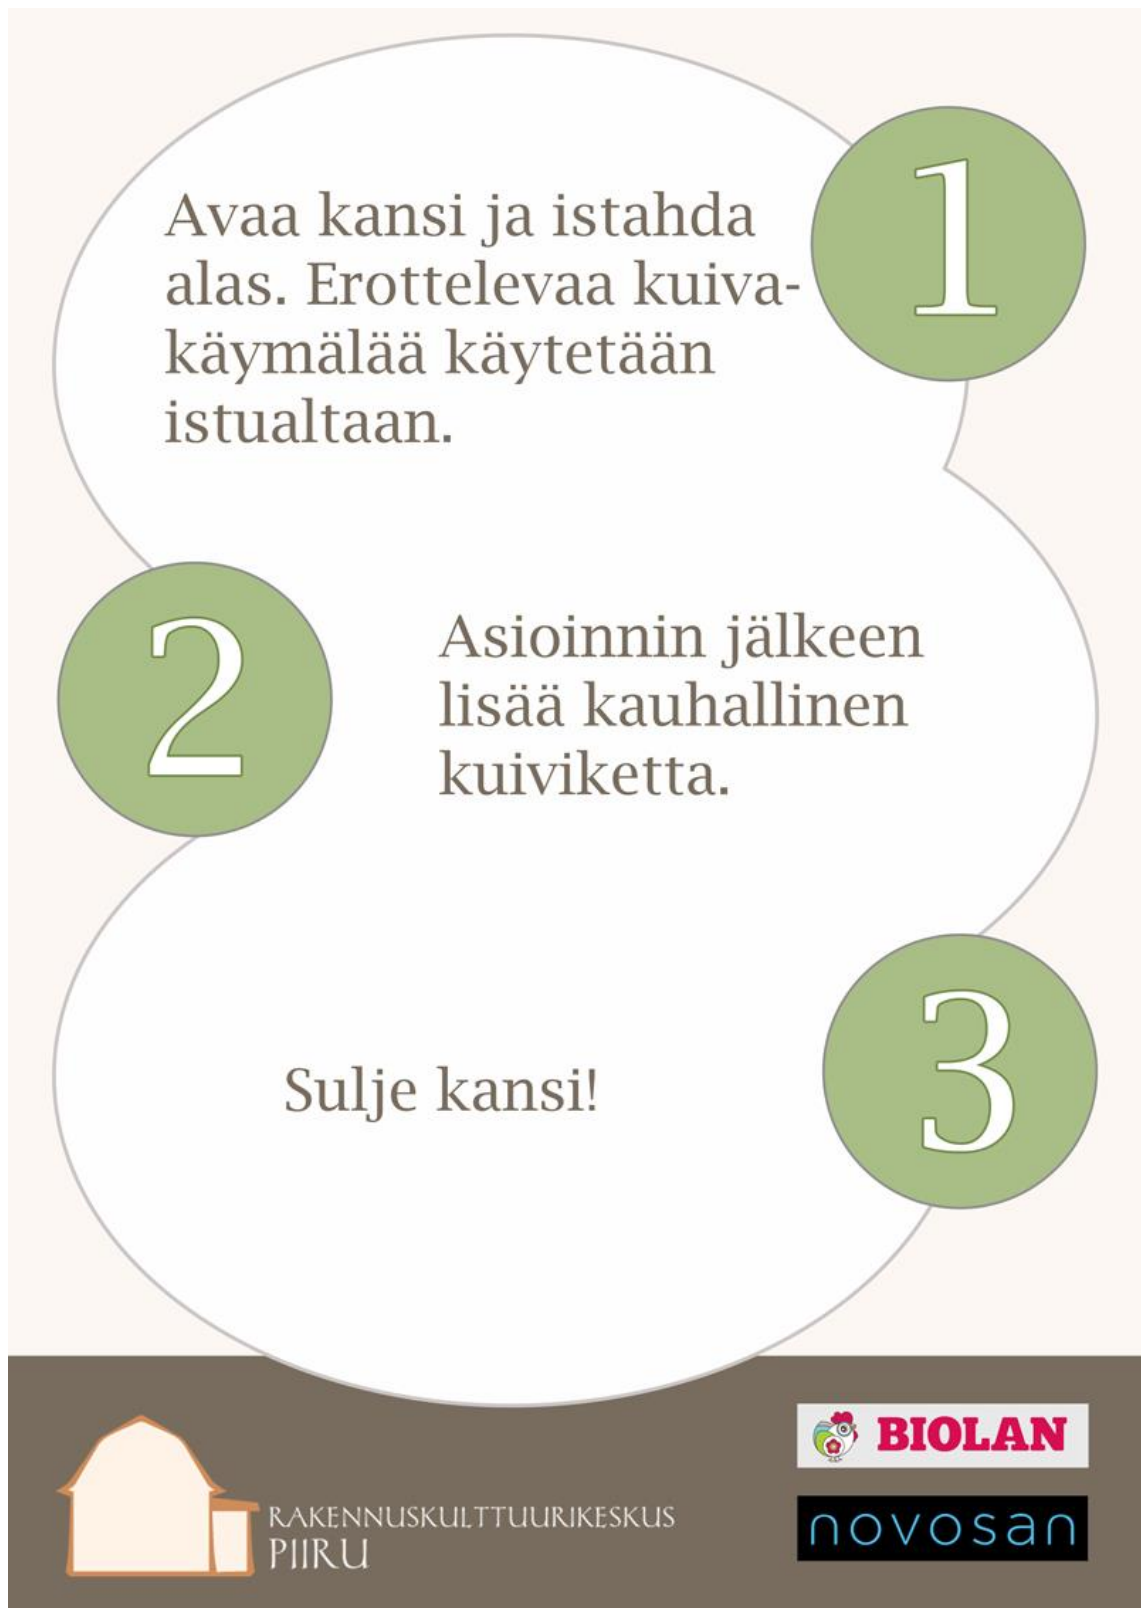 1
Avaa kansi ja istahda
alas. Erottelevaa kuiva-
käymälää käytetään
istualtaan.
2
Asioinnin jälkeen
lisää kauhallinen
kuiviketta.
3
Sulje kansi!
RAKENNUSKULTTUURIKESKUS
PIIRU
BIOLAN
novosan